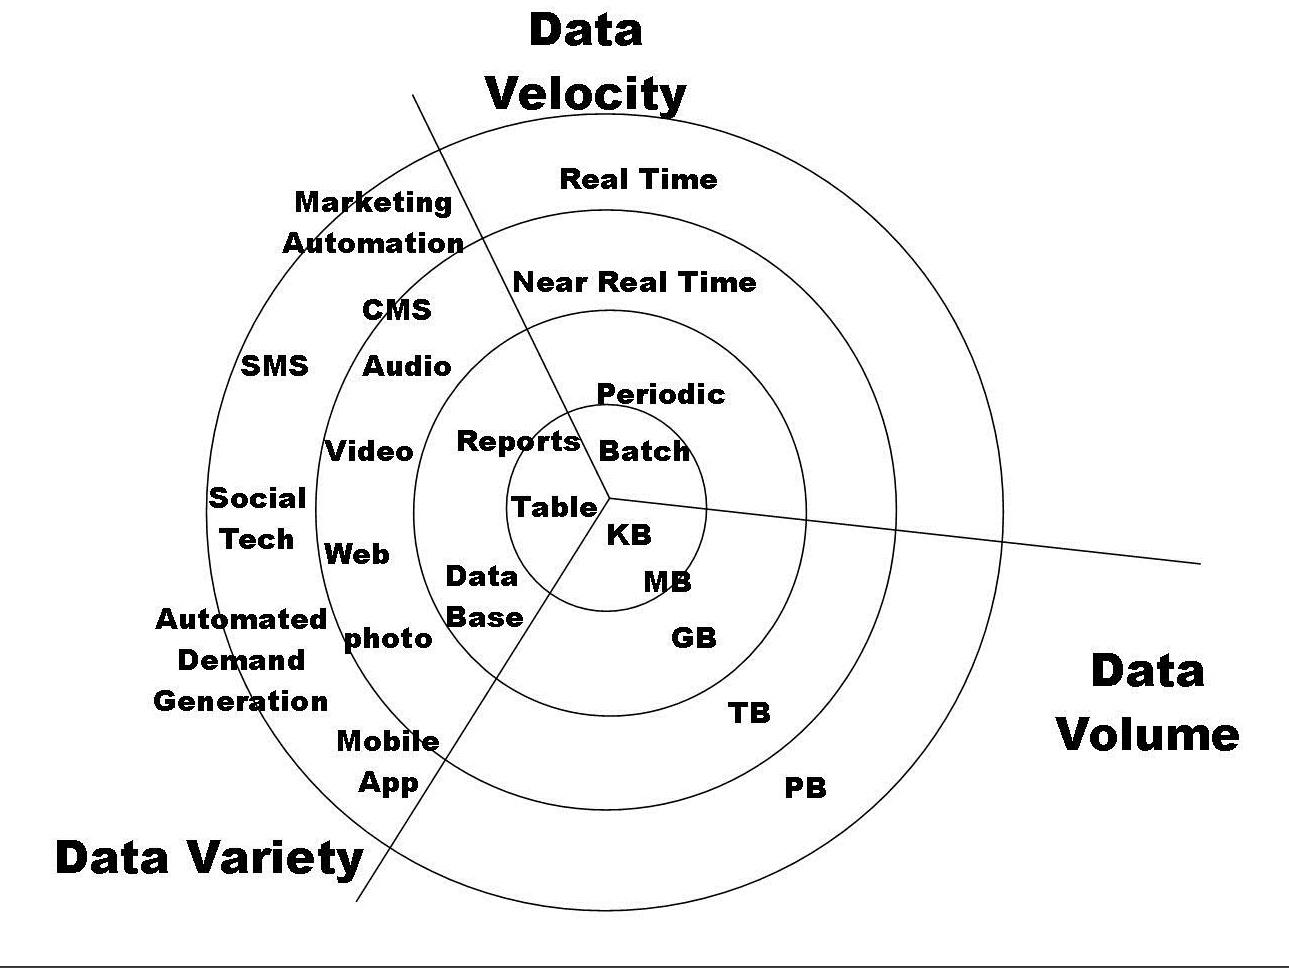 Data
Velocity
Real Time
Marketing
Automation
Near Real Time
CMS
SMS
Audio
Periodic
Reports
Batch
Video
Social
Tech
Table
KB
Web
Data
Base
MB
Automated
Demand
Generation
photo
GB
TB
Mobile
App
PB
Data
Volume
Data Variety